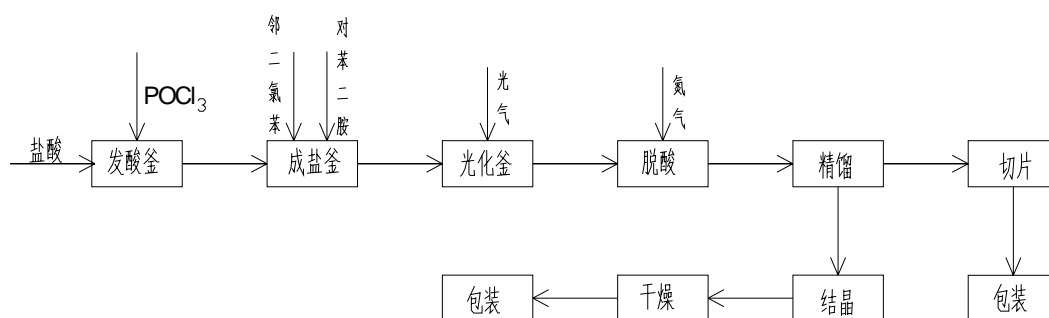 邻二氯苯
对苯二胺
光气
氮气
POCl3
盐酸
发酸釜
成盐釜
光化釜
脱酸
精馏
切片
包装
干燥
结晶
包装